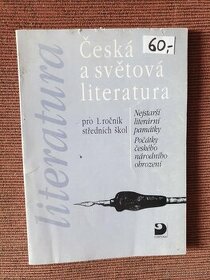 60,-
Česká
a světová
literatura
pro 1. ročník
středních škol
Nejstarší
literární
památky
Počátky
českého
národního
obrození
literatura